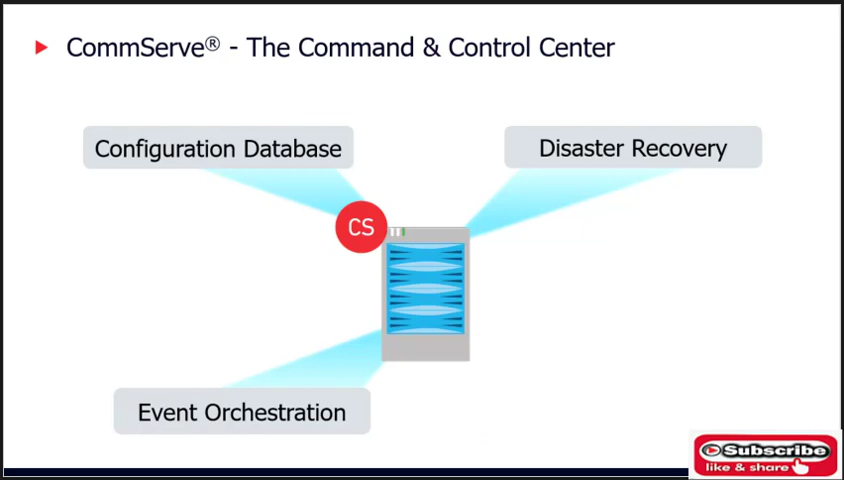 CommServe® - The Command & Control Center
Configuration Database
Disaster Recovery
CS
Event Orchestration
Subscribe
like & share